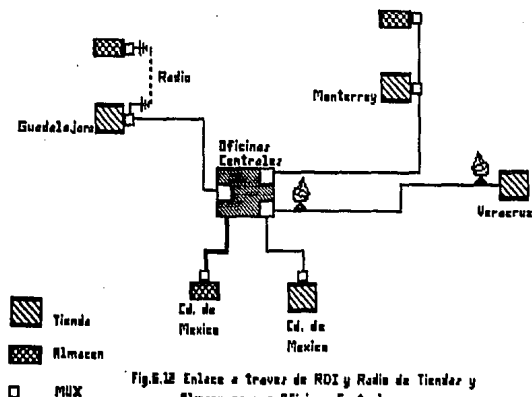 Radio
Monterrey
Guadalajara
Oficinas
Centrales
Veracruz
Cd. de
Mexico
Cd. de
Mexico
Tienda
Almacen
MUX
Fig.6.12 Enlace a traves de RDI y Radio de Tiendas y